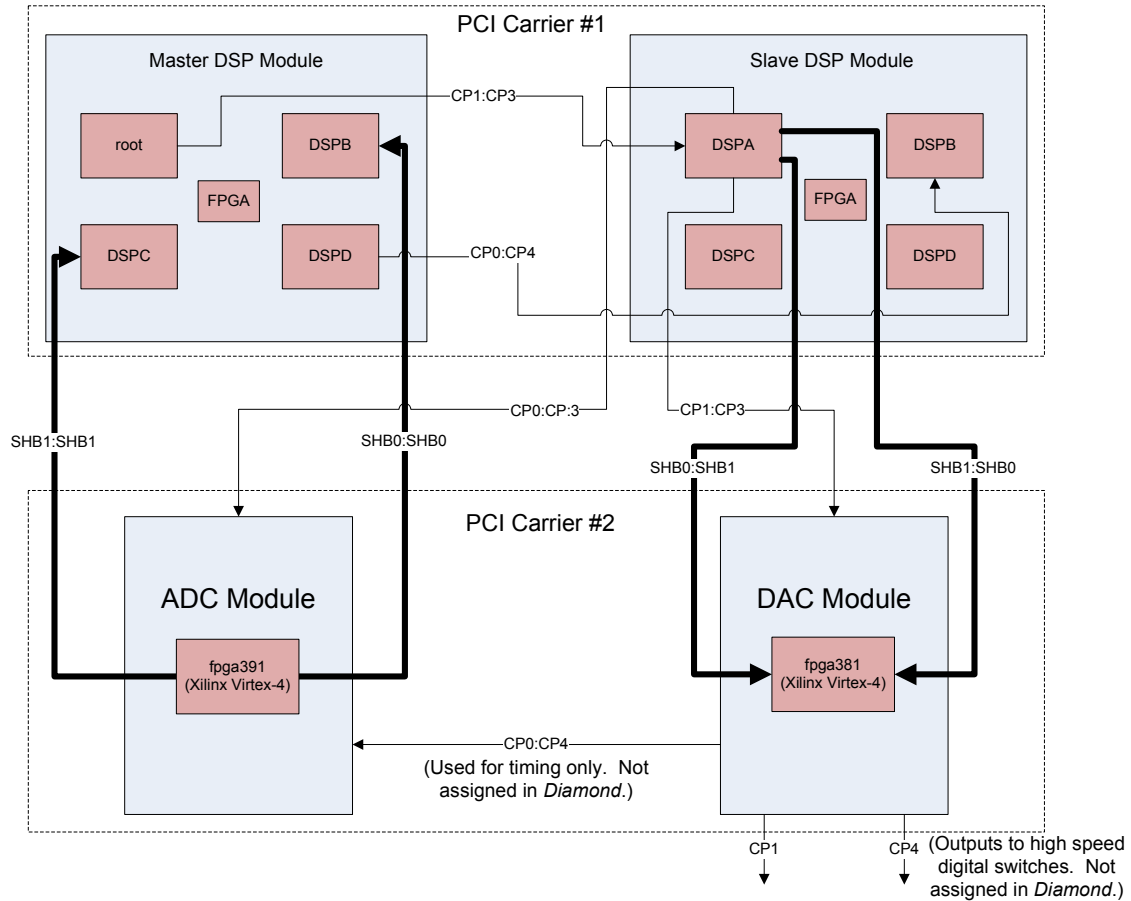 PCI Carrier #1
Master DSP Module
Slave DSP Module
CP1:CP3
root
DSPB
DSPA
DSPB
FPGA
FPGA
DSPC
DSPD
CP0:CP4
DSPC
DSPD
CP0:CP:3
CP1:CP3
SHB1:SHB1
SHB0:SHB0
SHB0:SHB1
SHB1:SHB0
PCI Carrier #2
ADC Module
DAC Module
fpga391
(Xilinx Virtex-4)
fpga381
(Xilinx Virtex-4)
CP0:CP4
(Used for timing only. Not
assigned in Diamond.)
CP1
CP4
(Outputs to high speed
digital switches. Not
assigned in Diamond.)